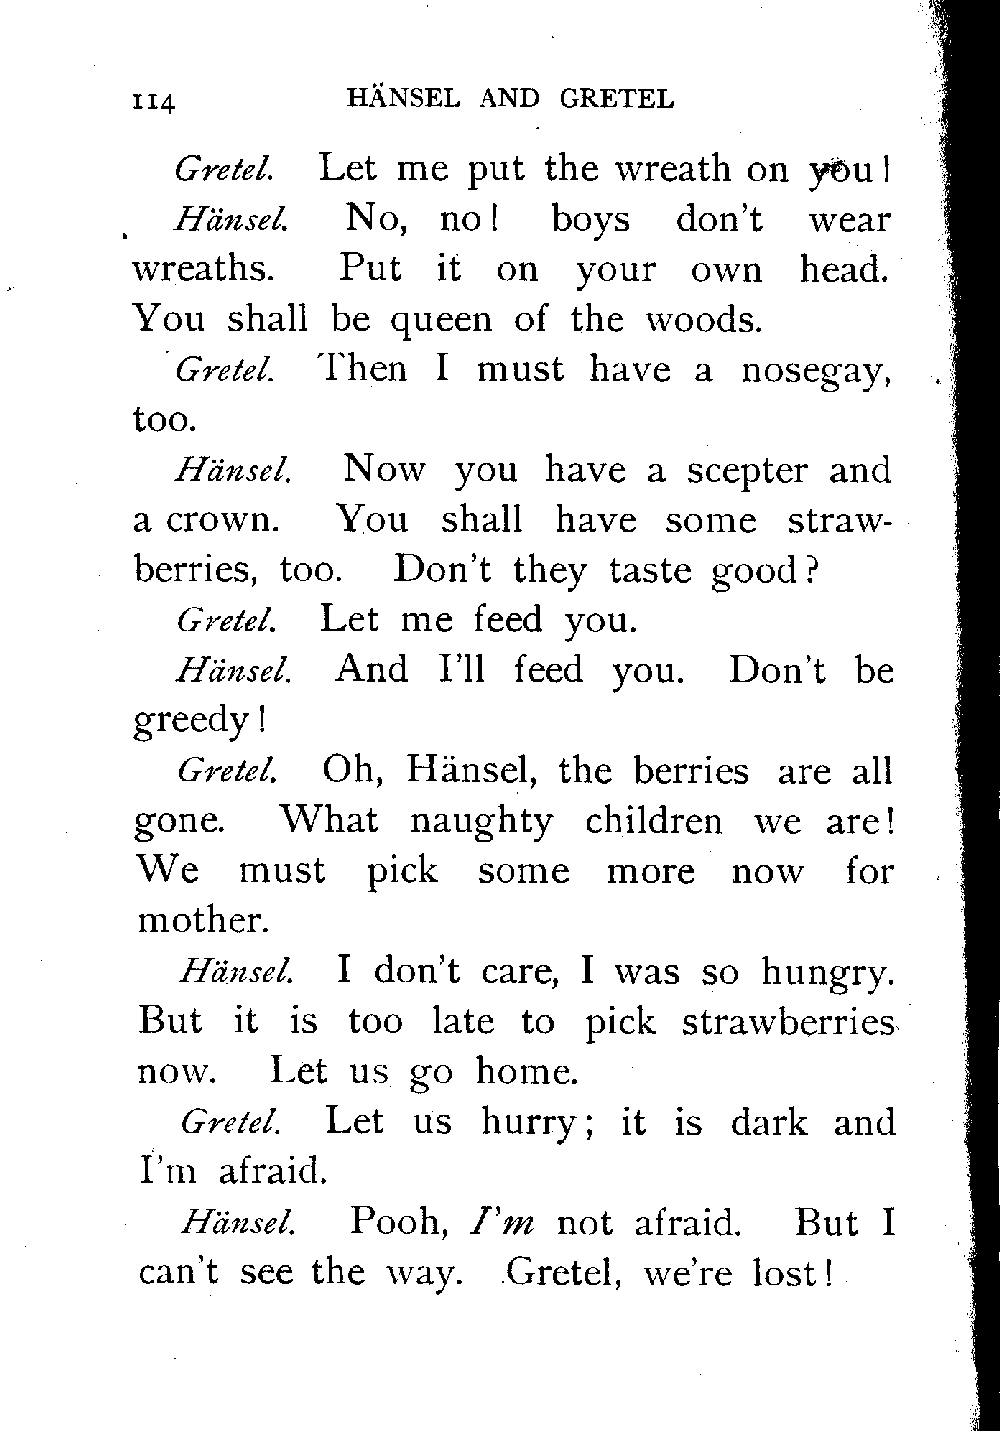 114 HÄNSEL AND GRETEL
Gretel. Let me put the wreath on you!
Hänsel. No, no! boys don't wear
wreaths. Put it on your own head.
You shall be queen of the woods.
Gretel. Then I must have a nosegay,
too.
Hänsel. Now you have a scepter and
a crown. You shall have some straw-
berries, too. Don't they taste good?
Gretel. Let me feed you.
Hänsel. And I'll feed you. Don't be
greedy!
Gretel. Oh, Hänsel, the berries are all
gone. What naughty children we are!
We must pick some more now for
mother.
Hänsel. I don't care, I was so hungry.
But it is too late to pick strawberries
now. Let us go home.
Gretel. Let us hurry; it is dark and
I'm afraid.
Hänsel. Pooh, I'm not afraid. But I
can't see the way. Gretel, we're lost!